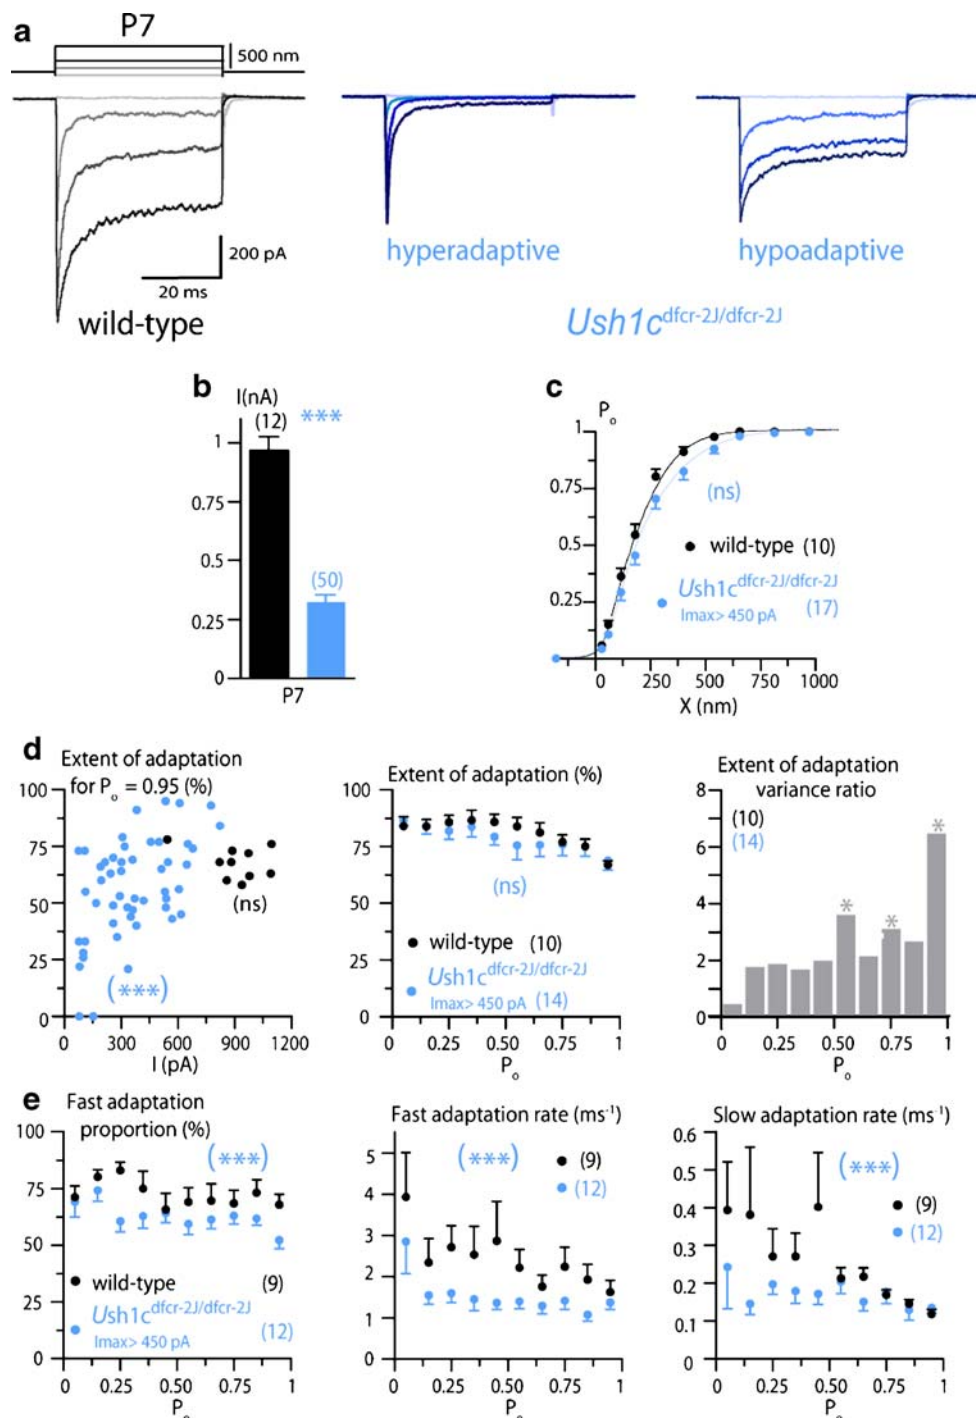 a
P7
500 nm
200 pA
20 ms
wild-type
hyperadaptive
hypoadaptive
Ush1c dfcr-2J/dfcr-2J
b
I(nA)
(12)
***
1
0.75
0.5
(50)
0.25
0
P7
c
Po
1
0.75
(ns)
0.5
wild-type (10)
Ush1c dfcr-2J/dfcr-2J
Imax> 450 pA (17)
0.25
0 250 500 750 1000
X (nm)
d
Extent of adaptation
for Po = 0.95 (%)
100
75
50
25
0
(ns)
(***)
0 300 600 900 1200
I (pA)
Extent of adaptation (%)
100
75
50
25
0
(ns)
wild-type (10)
Ush1c dfcr-2J/dfcr-2J
Imax> 450 pA (14)
0 0.25 0.50 0.75 1
Po
Extent of adaptation
variance ratio
(10)
(14)
8
6
4
2
0
* * *
0 0.25 0.50 0.75 1
Po
e
Fast adaptation
proportion (%)
100
75
50
25
0
(***)
wild-type (9)
Ush1c dfcr-2J/dfcr-2J
Imax> 450 pA (12)
0 0.25 0.50 0.75 1
Po
Fast adaptation rate (ms-1)
5
4
3
2
1
0
(***)
(9)
(12)
0 0.25 0.50 0.75 1
Po
Slow adaptation rate (ms-1)
0.6
0.5
0.4
0.3
0.2
0.1
0
(***)
(9)
(12)
0 0.25 0.50 0.75 1
Po